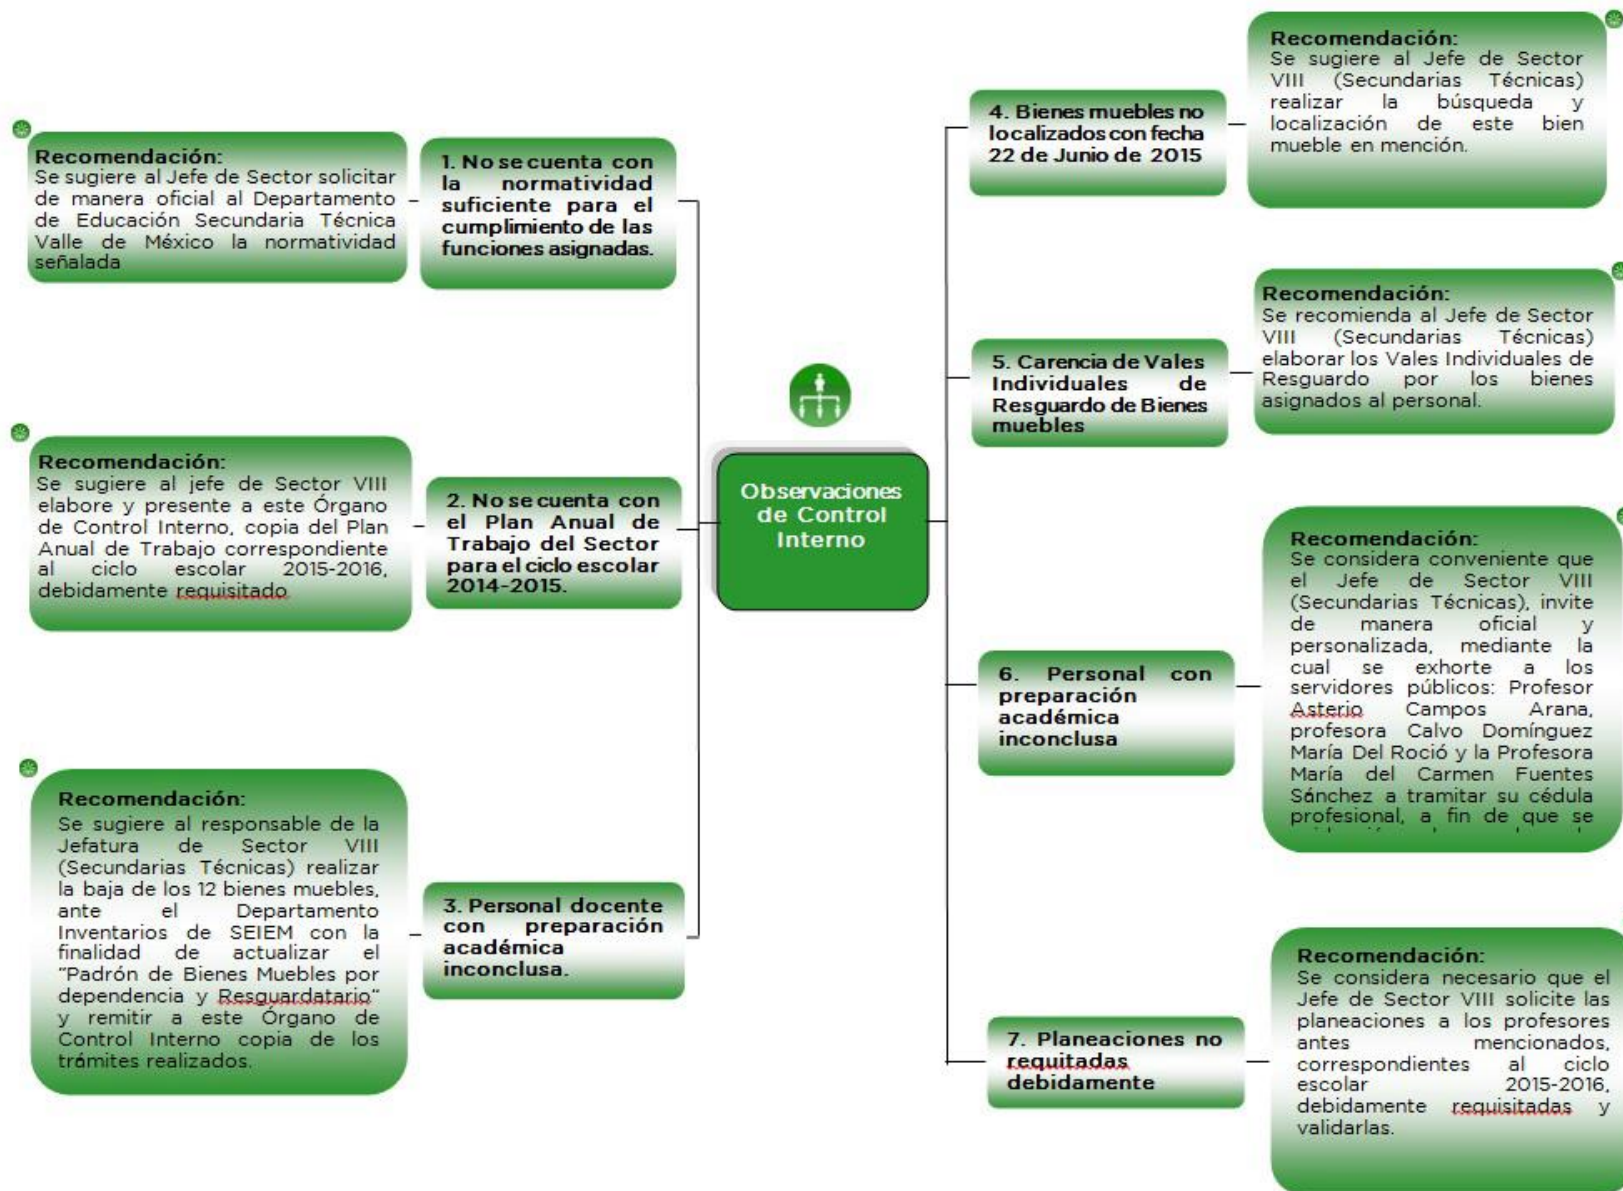 Observaciones
de Control
Interno
1. No se cuenta con
la normatividad
suficiente para el
cumplimiento de las
funciones asignadas.
Recomendación:
Se sugiere al Jefe de Sector solicitar
de manera oficial al Departamento
de Educación Secundaria Técnica
Valle de México la normatividad
señalada
2. No se cuenta con
el Plan Anual de
Trabajo del Sector
para el ciclo escolar
2014-2015.
Recomendación:
Se sugiere al jefe de Sector VIII
elabore y presente a este Órgano
de Control Interno, copia del Plan
Anual de Trabajo correspondiente
al ciclo escolar 2015-2016,
debidamente requisitado
3. Personal docente
con preparación
académica
inconclusa.
Recomendación:
Se sugiere al responsable de la
Jefatura de Sector VIII
(Secundarias Técnicas) realizar
la baja de los 12 bienes muebles,
ante el Departamento
Inventarios de SEIEM con la
finalidad de actualizar el
"Padrón de Bienes Muebles por
dependencia y Resguardatario"
y remitir a este Órgano de
Control Interno copia de los
trámites realizados.
4. Bienes muebles no
localizados con fecha
22 de Junio de 2015
Recomendación:
Se sugiere al Jefe de Sector
VIII (Secundarias Técnicas)
realizar la búsqueda y
localización de este bien
mueble en mención.
5. Carencia de Vales
Individuales de
Resguardo de Bienes
muebles
Recomendación:
Se recomienda al Jefe de Sector
VIII (Secundarias Técnicas)
elaborar los Vales Individuales de
Resguardo por los bienes
asignados al personal.
6. Personal con
preparación
académica
inconclusa
Recomendación:
Se considera conveniente que
el Jefe de Sector VIII
(Secundarias Técnicas), invite
de manera oficial y
personalizada, mediante la
cual se exhorte a los
servidores públicos: Profesor
Asterio Campos Arana,
profesora Calvo Domínguez
María Del Roció y la Profesora
María del Carmen Fuentes
Sánchez a tramitar su cédula
profesional, a fin de que se
7. Planeaciones no
requitadas
debidamente
Recomendación:
Se considera necesario que el
Jefe de Sector VIII solicite las
planeaciones a los profesores
antes mencionados,
correspondientes al ciclo
escolar 2015-2016,
debidamente requisitadas y
validarlas.